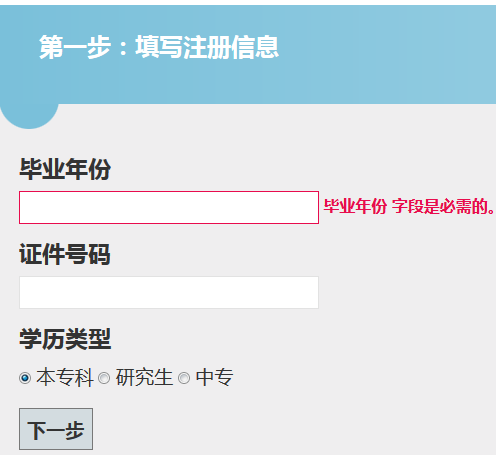 第一步：填写注册信息
毕业年份
毕业年份 字段是必需的。
证件号码
学历类型
本专科 研究生 中专
下一步